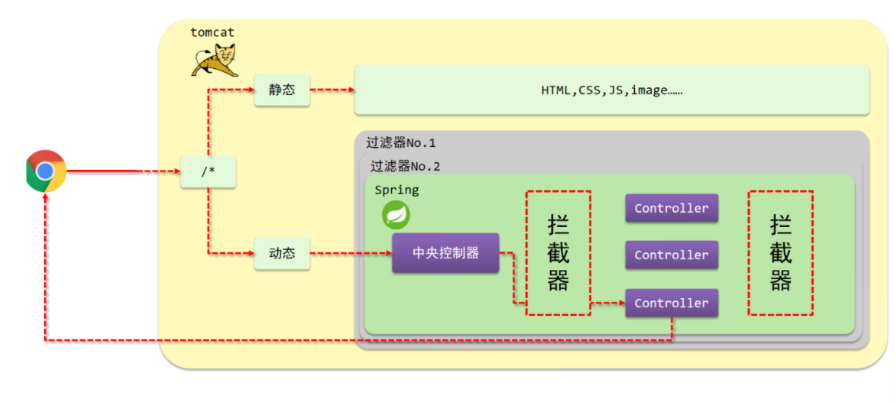 tomcat
静态
HTML,CSS,JS,image……
过滤器No.1
过滤器No.2
/*
Spring
动态
中央控制器
拦
截
器
Controller
Controller
Controller
拦
截
器